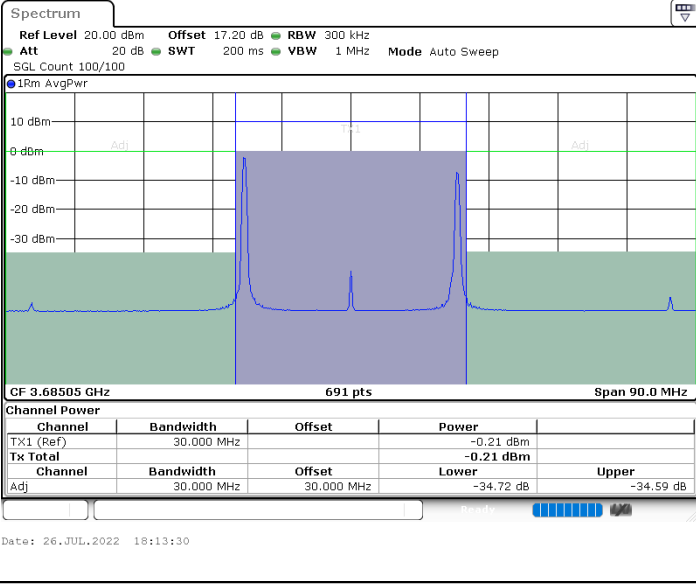 Spectrum
Ref Level 20.00 dBm Offset 17.20 dB RBW 300 kHz
Att 20 dB SWT 200 ms VBW 1 MHz Mode Auto Sweep
SGL Count 100/100
1Rm AvgPwr
10 dBm
TX1
Adj Adj
0 dBm
-10 dBm
-20 dBm
-30 dBm
CF 3.68505 GHz 691 pts Span 90.0 MHz
Channel Power
Channel Bandwidth Offset Power
TX1 (Ref) 30.000 MHz -0.21 dBm
Tx Total -0.21 dBm
Channel Bandwidth Offset Lower Upper
Adj 30.000 MHz 30.000 MHz -34.72 dB -34.59 dB
Ready
Date: 26.JUL.2022 18:13:30